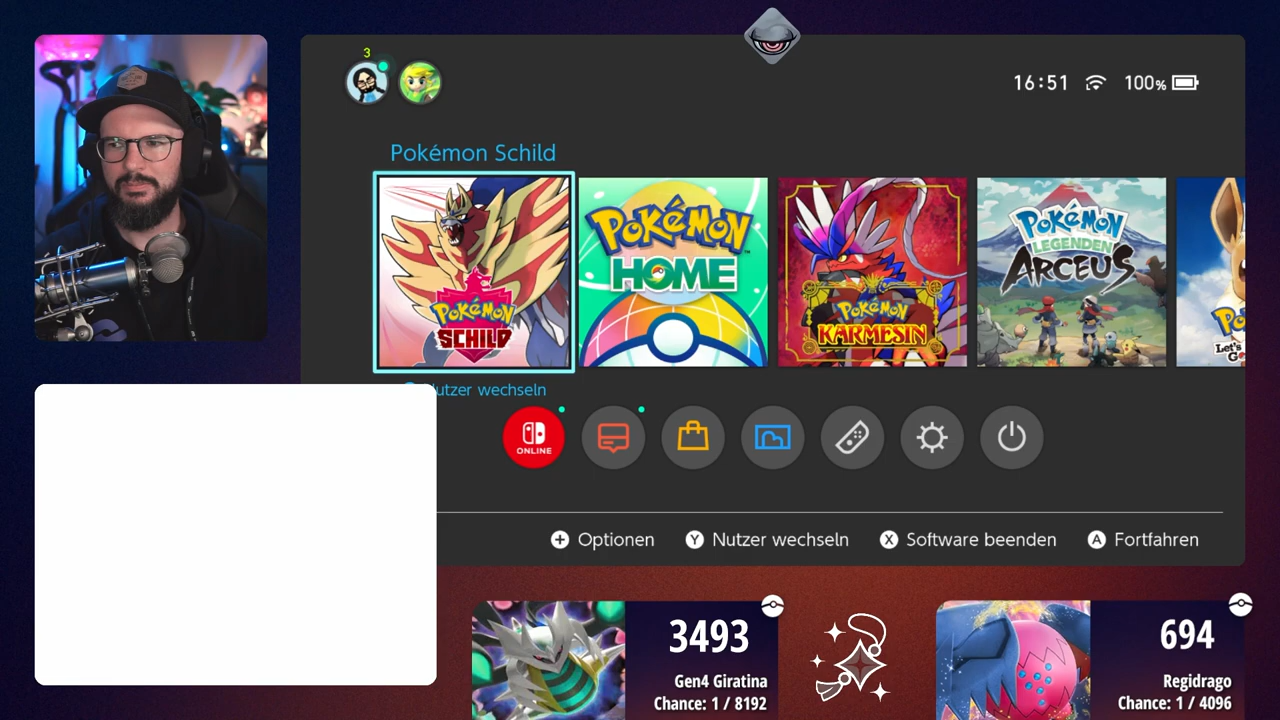 3
16:51
100%
Pokémon Schild
POKÉMON
SCHILD
POKÉMON
HOME
POKÉMON
KARMESIN
POKÉMON
LEGENDEN
ARCEUS
Let's
utzer wechseln
ONLINE
Optionen
Y Nutzer wechseln
X Software beenden
A Fortfahren
3493
Gen4 Giratina
Chance: 1 / 8192
694
Regidrago
Chance: 1 / 4096